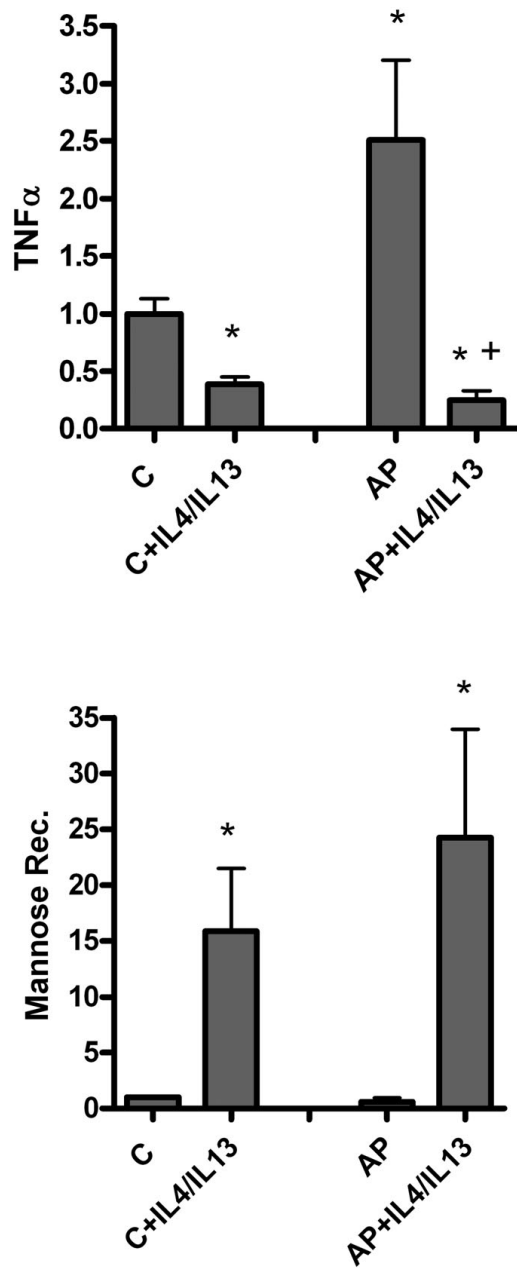 TNFα
3.5
3.0
2.5
2.0
1.5
1.0
0.5
0.0
*
*
* +
C
C+IL4/IL13
AP
AP+IL4/IL13
Mannose Rec.
35
30
25
20
15
10
5
0
*
*
C
C+IL4/IL13
AP
AP+IL4/IL13